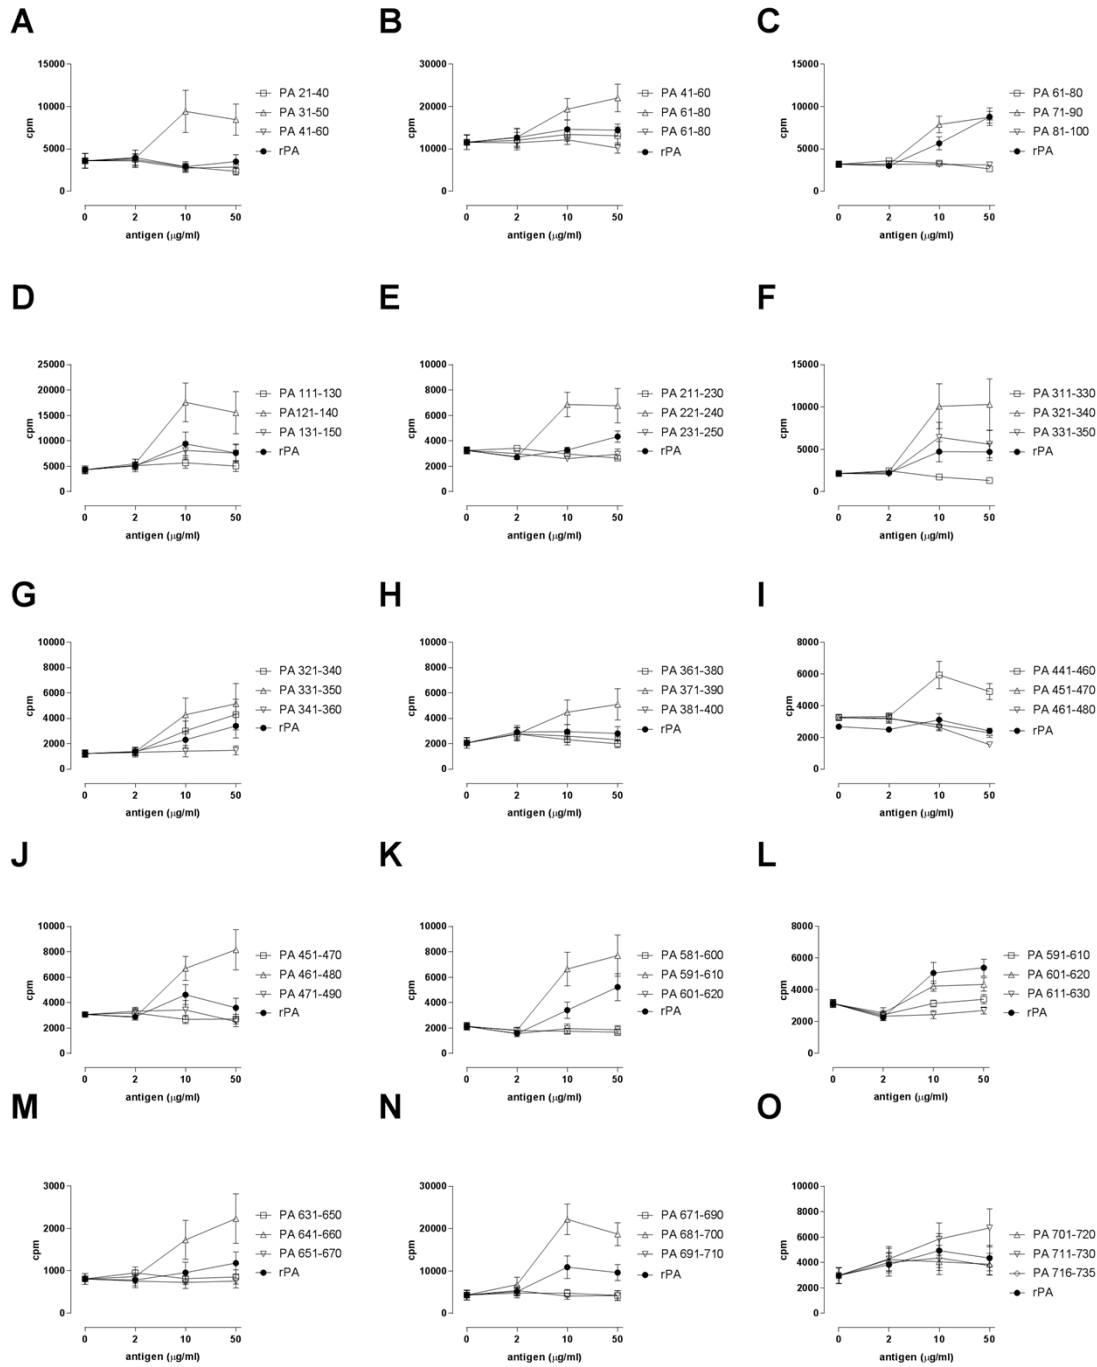 A
15000
10000
5000
0
cpm
0 2 10 50
antigen (μg/ml)
PA 21-40
PA 31-50
PA 41-60
rPA
B
30000
20000
10000
0
cpm
0 2 10 50
antigen (μg/ml)
PA 41-60
PA 61-80
PA 61-80
rPA
C
15000
10000
5000
0
cpm
0 2 10 50
antigen (μg/ml)
PA 61-80
PA 71-90
PA 81-100
rPA
D
25000
20000
15000
10000
5000
0
cpm
0 2 10 50
antigen (μg/ml)
PA 111-130
PA121-140
PA 131-150
rPA
E
10000
8000
6000
4000
2000
0
cpm
0 2 10 50
antigen (μg/ml)
PA 211-230
PA 221-240
PA 231-250
rPA
F
15000
10000
5000
0
cpm
0 2 10 50
antigen (μg/ml)
PA 311-330
PA 321-340
PA 331-350
rPA
G
10000
8000
6000
4000
2000
0
cpm
0 2 10 50
antigen (μg/ml)
PA 321-340
PA 331-350
PA 341-360
rPA
H
10000
8000
6000
4000
2000
0
cpm
0 2 10 50
antigen (μg/ml)
PA 361-380
PA 371-390
PA 381-400
rPA
I
8000
6000
4000
2000
0
cpm
0 2 10 50
antigen (μg/ml)
PA 441-460
PA 451-470
PA 461-480
rPA
J
10000
8000
6000
4000
2000
0
cpm
0 2 10 50
antigen (μg/ml)
PA 451-470
PA 461-480
PA 471-490
rPA
K
10000
8000
6000
4000
2000
0
cpm
0 2 10 50
antigen (μg/ml)
PA 581-600
PA 591-610
PA 601-620
rPA
L
8000
6000
4000
2000
0
cpm
0 2 10 50
antigen (μg/ml)
PA 591-610
PA 601-620
PA 611-630
rPA
M
3000
2000
1000
0
cpm
0 2 10 50
antigen (μg/ml)
PA 631-650
PA 641-660
PA 651-670
rPA
N
30000
20000
10000
0
cpm
0 2 10 50
antigen (μg/ml)
PA 671-690
PA 681-700
PA 691-710
rPA
O
10000
8000
6000
4000
2000
0
cpm
0 2 10 50
antigen (μg/ml)
PA 701-720
PA 711-730
PA 716-735
rPA